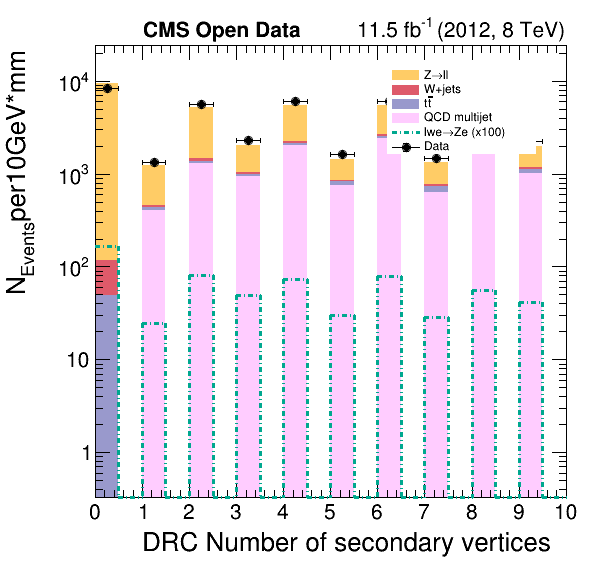 CMS Open Data
11.5 fb⁻¹ (2012, 8 TeV)
N_Events per10GeV*mm
10⁴
10³
10²
10
1
Z→ll
W+jets
tt̄
QCD multijet
lwe→Ze (x100)
Data
0 1 2 3 4 5 6 7 8 9 10
DRC Number of secondary vertices